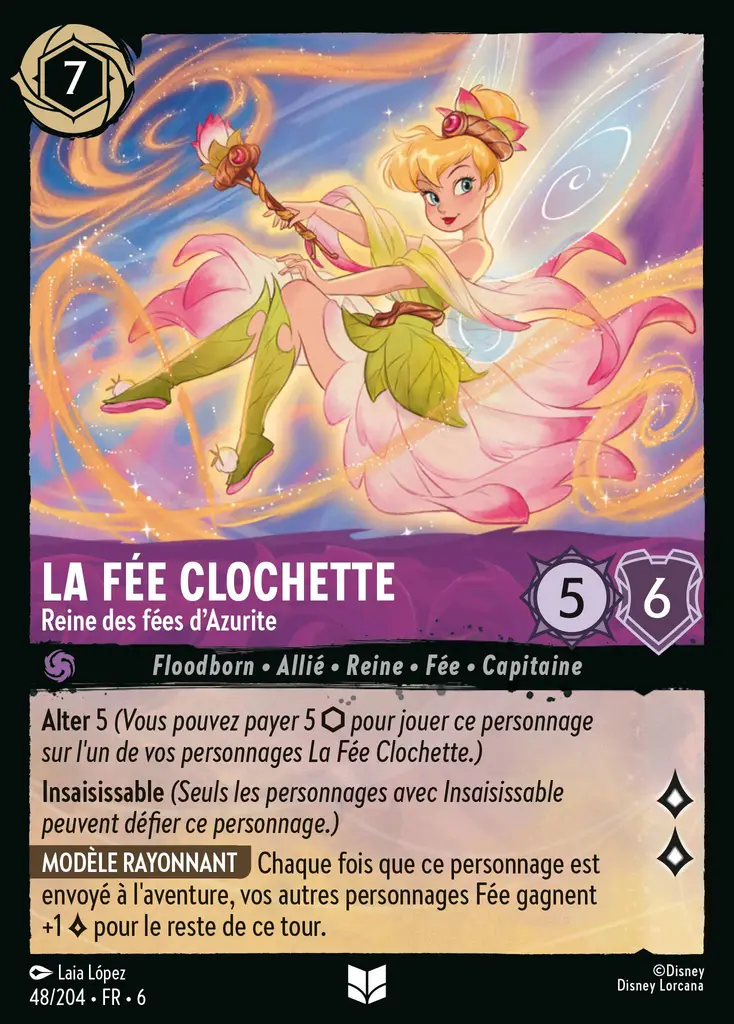 7
LA FÉE CLOCHETTE
Reine des fées d'Azurite
5
6
Floodborn • Allié • Reine • Fée • Capitaine
Alter 5 (Vous pouvez payer 5 ⬡ pour jouer ce personnage
sur l'un de vos personnages La Fée Clochette.)
Insaisissable (Seuls les personnages avec Insaisissable
peuvent défier ce personnage.)
MODÈLE RAYONNANT Chaque fois que ce personnage est
envoyé à l'aventure, vos autres personnages Fée gagnent
+1 ◊ pour le reste de ce tour.
Laia López
48/204 • FR • 6
©Disney
Disney Lorcana